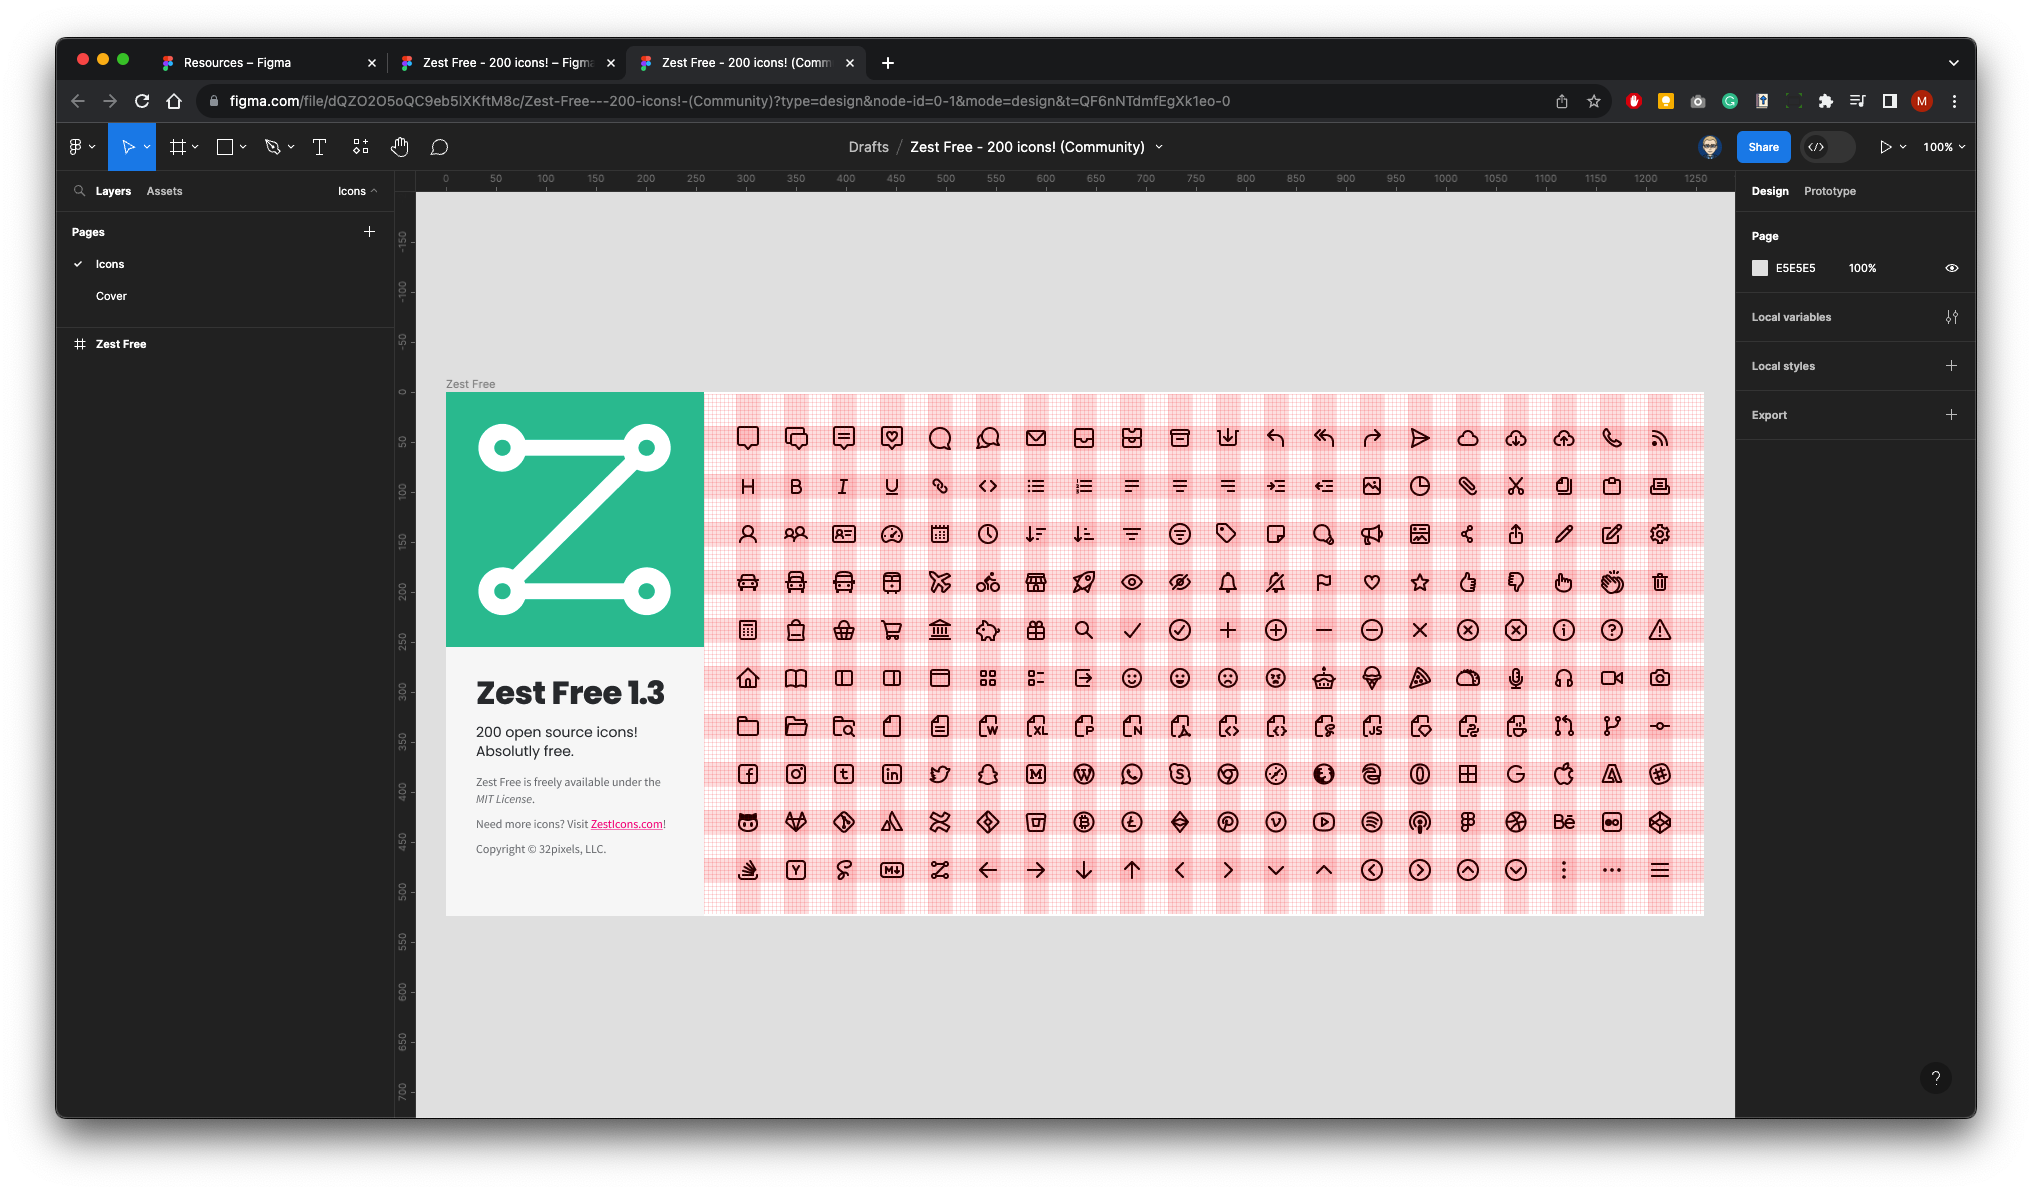 Resources – Figma
Zest Free - 200 icons! – Figma
Zest Free - 200 icons! (Comm
figma.com/file/dQZO2O5oQC9eb5lXKftM8c/Zest-Free---200-icons!-(Community)?type=design&node-id=0-1&mode=design&t=QF6nNTdmfEgXk1eo-0
M
Drafts / Zest Free - 200 icons! (Community)
Share
100%
Layers Assets Icons
0 50 100 150 200 250 300 350 400 450 500 550 600 650 700 750 800 850 900 950 1000 1050 1100 1150 1200 1250
Design Prototype
Pages
Icons
Cover
Zest Free
Page
E5E5E5 100%
Local variables
Local styles
Export
-150
-100
-50
0
50
100
150
200
250
300
350
400
450
500
550
600
650
700
Zest Free
Zest Free 1.3
200 open source icons!
Absolutly free.
Zest Free is freely available under the
MIT License.
Need more icons? Visit ZestIcons.com!
Copyright © 32pixels, LLC.
H B I U
W XL P N JS
f t in M W S G
Bē
Y M
?